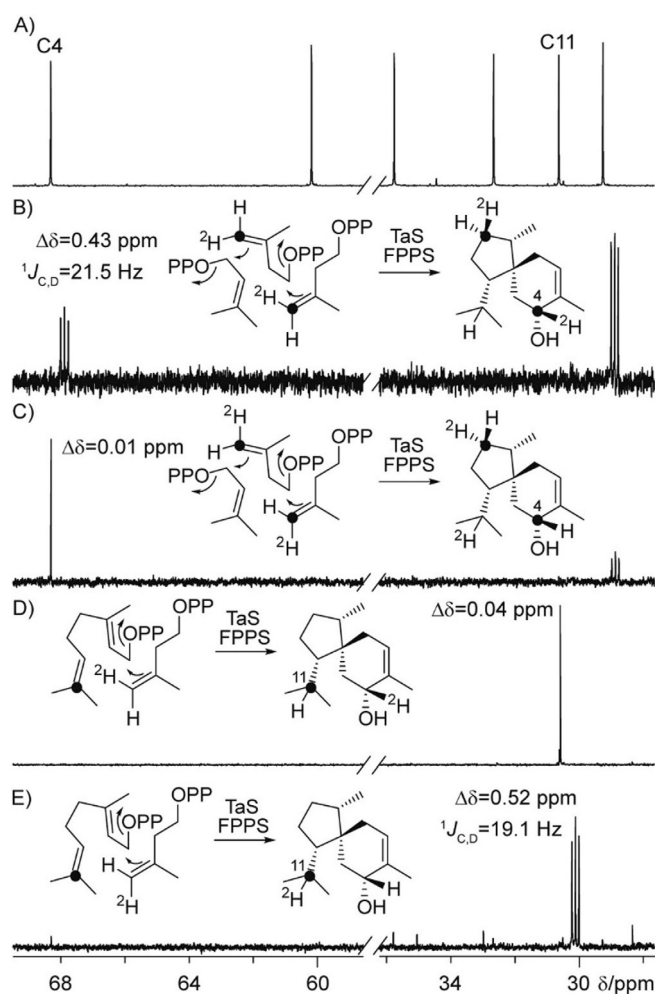 A)
C4
C11
B)
Δδ=0.43 ppm
¹J_C,D=21.5 Hz
H
²H
OPP
PPO
OPP
²H
H
TaS
FPPS
²H
H
H
4
²H
OH
C)
Δδ=0.01 ppm
²H
H
OPP
PPO
OPP
H
²H
TaS
FPPS
²H
H
²H
4
H
OH
D)
OPP
OPP
²H
H
TaS
FPPS
11
H
²H
OH
Δδ=0.04 ppm
E)
OPP
OPP
H
²H
TaS
FPPS
11
²H
H
OH
Δδ=0.52 ppm
¹J_C,D=19.1 Hz
68 64 60 34 30 δ/ppm